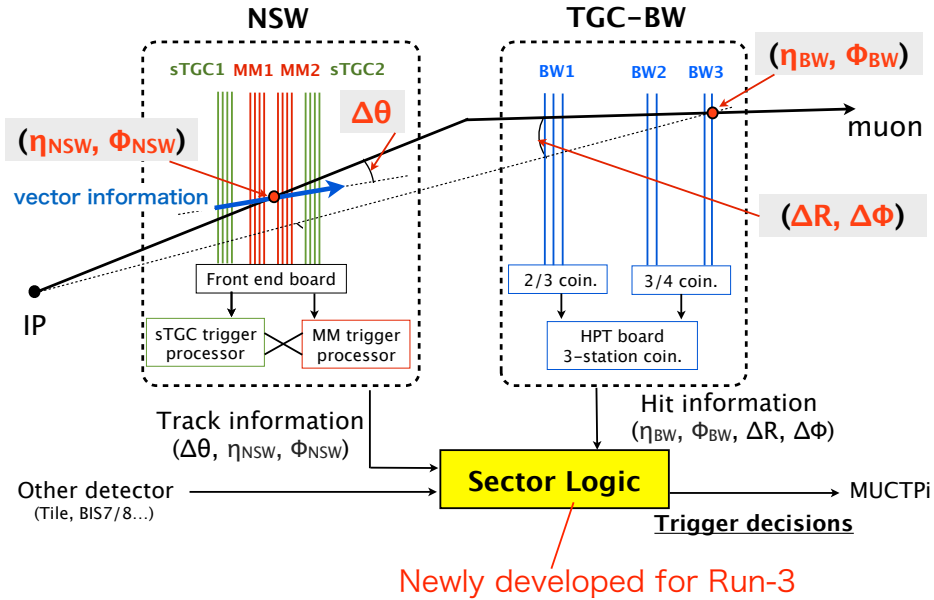 NSW
TGC-BW
sTGC1 MM1 MM2 sTGC2
BW1 BW2 BW3
(ηBW, ΦBW)
Δθ
(ηNSW, ΦNSW)
muon
vector information
(ΔR, ΔΦ)
IP
Front end board
2/3 coin.
3/4 coin.
sTGC trigger
processor
MM trigger
processor
HPT board
3-station coin.
Track information
(Δθ, ηNSW, ΦNSW)
Hit information
(ηBW, ΦBW, ΔR, ΔΦ)
Sector Logic
Other detector
(Tile, BIS7/8...)
MUCTPi
Trigger decisions
Newly developed for Run-3